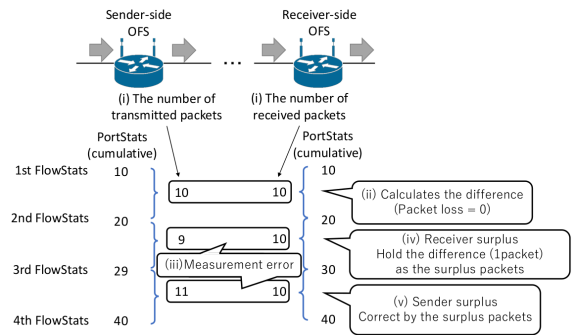 Sender-side
OFS
Receiver-side
OFS
...
(i) The number of
transmitted packets
(i) The number of
received packets
PortStats
(cumulative)
PortStats
(cumulative)
1st FlowStats 10 10
10 10
(ii) Calculates the difference
(Packet loss = 0)
2nd FlowStats 20 20
9 10
(iv) Receiver surplus
Hold the difference (1packet)
as the surplus packets
(iii)Measurement error
3rd FlowStats 29 30
11 10
(v) Sender surplus
Correct by the surplus packets
4th FlowStats 40 40